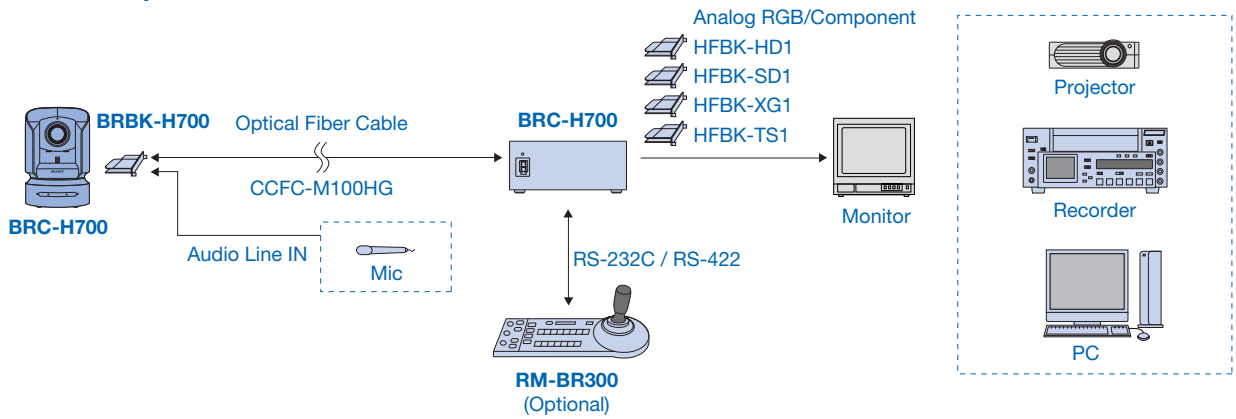 Analog RGB/Component
HFBK-HD1
HFBK-SD1
HFBK-XG1
HFBK-TS1
BRBK-H700
Optical Fiber Cable
CCFC-M100HG
BRC-H700
BRC-H700
SONY
Audio Line IN
Mic
RS-232C / RS-422
RM-BR300
(Optional)
Monitor
Projector
Recorder
PC